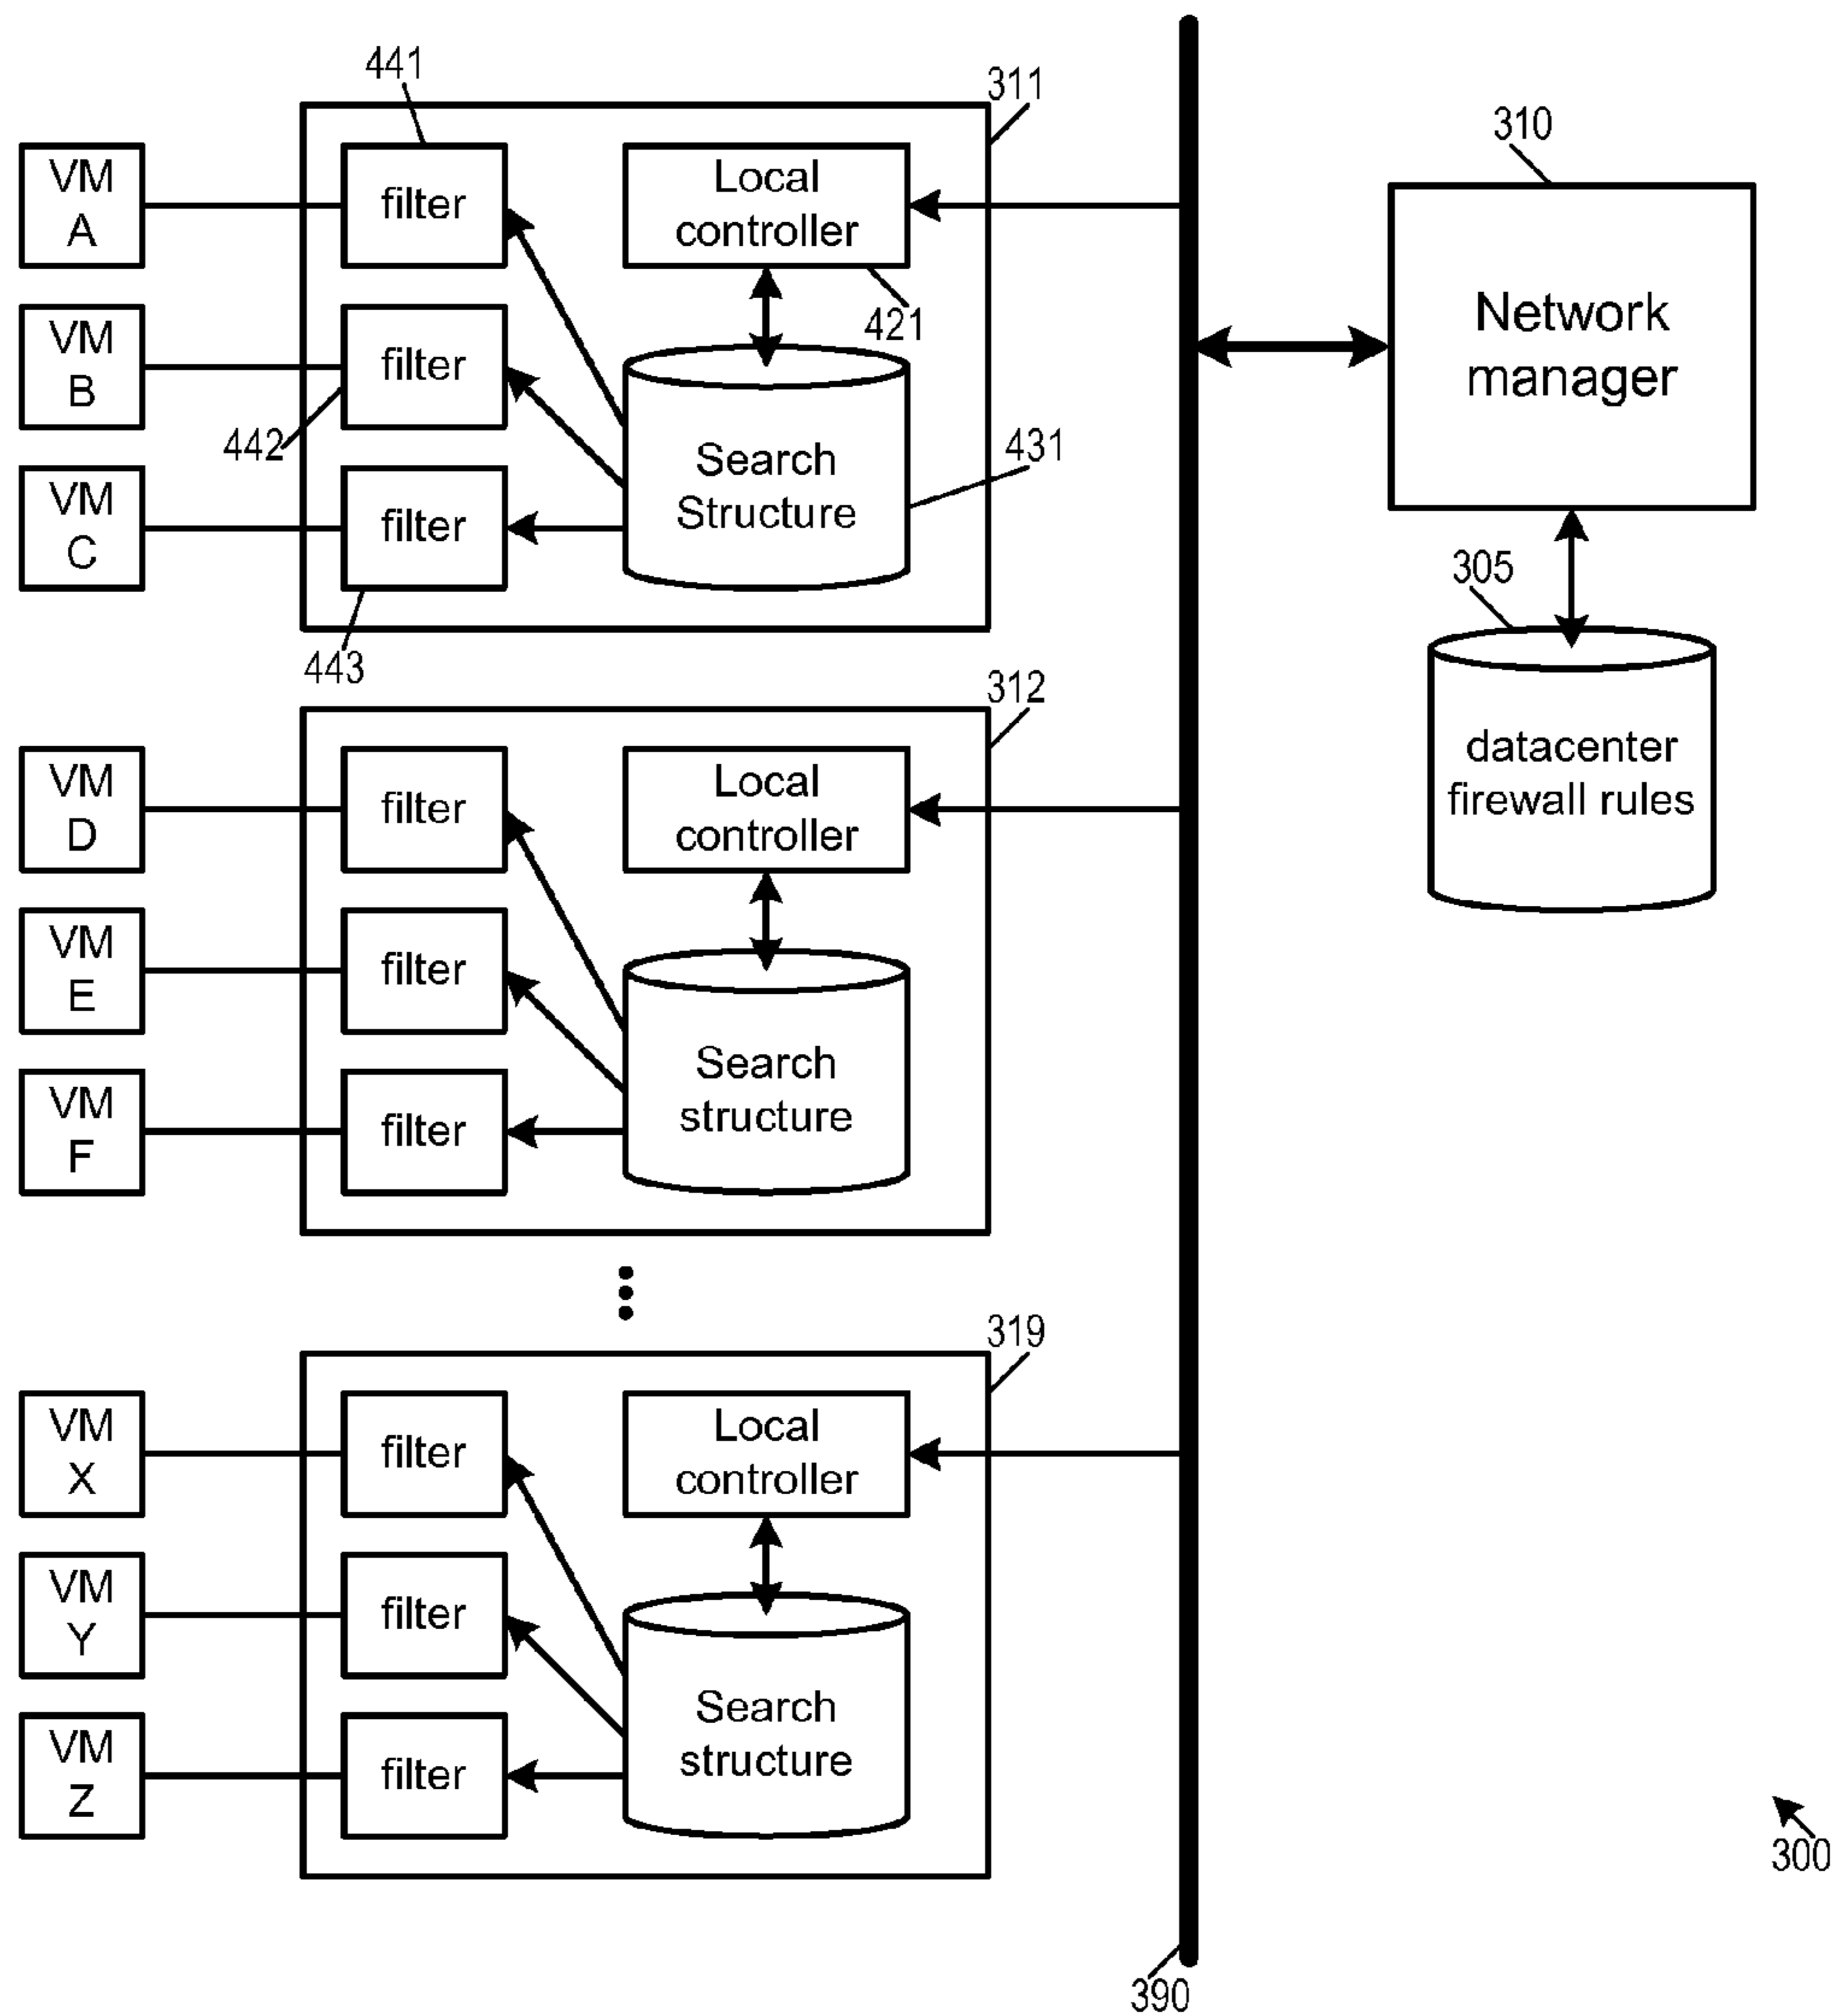 441
311
310
VM
A
filter
Local
controller
421
VM
B
filter
442
Network
manager
Search
Structure
431
VM
C
filter
443
305
datacenter
firewall rules
312
VM
D
filter
Local
controller
VM
E
filter
Search
structure
VM
F
filter
319
VM
X
filter
Local
controller
VM
Y
filter
Search
structure
VM
Z
filter
300
390